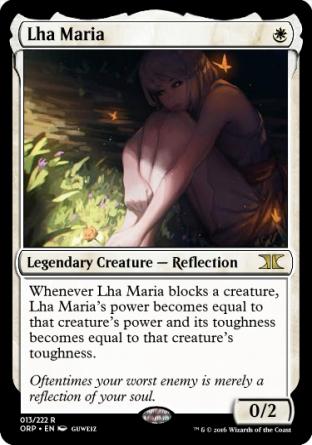 Lha Maria
Legendary Creature — Reflection
Whenever Lha Maria blocks a creature,
Lha Maria's power becomes equal to
that creature's power and its toughness
becomes equal to that creature's
toughness.
Oftentimes your worst enemy is merely a
reflection of your soul.
0/2
013/222 R
ORP • EN GUWEIZ
™ & © 2016 Wizards of the Coast